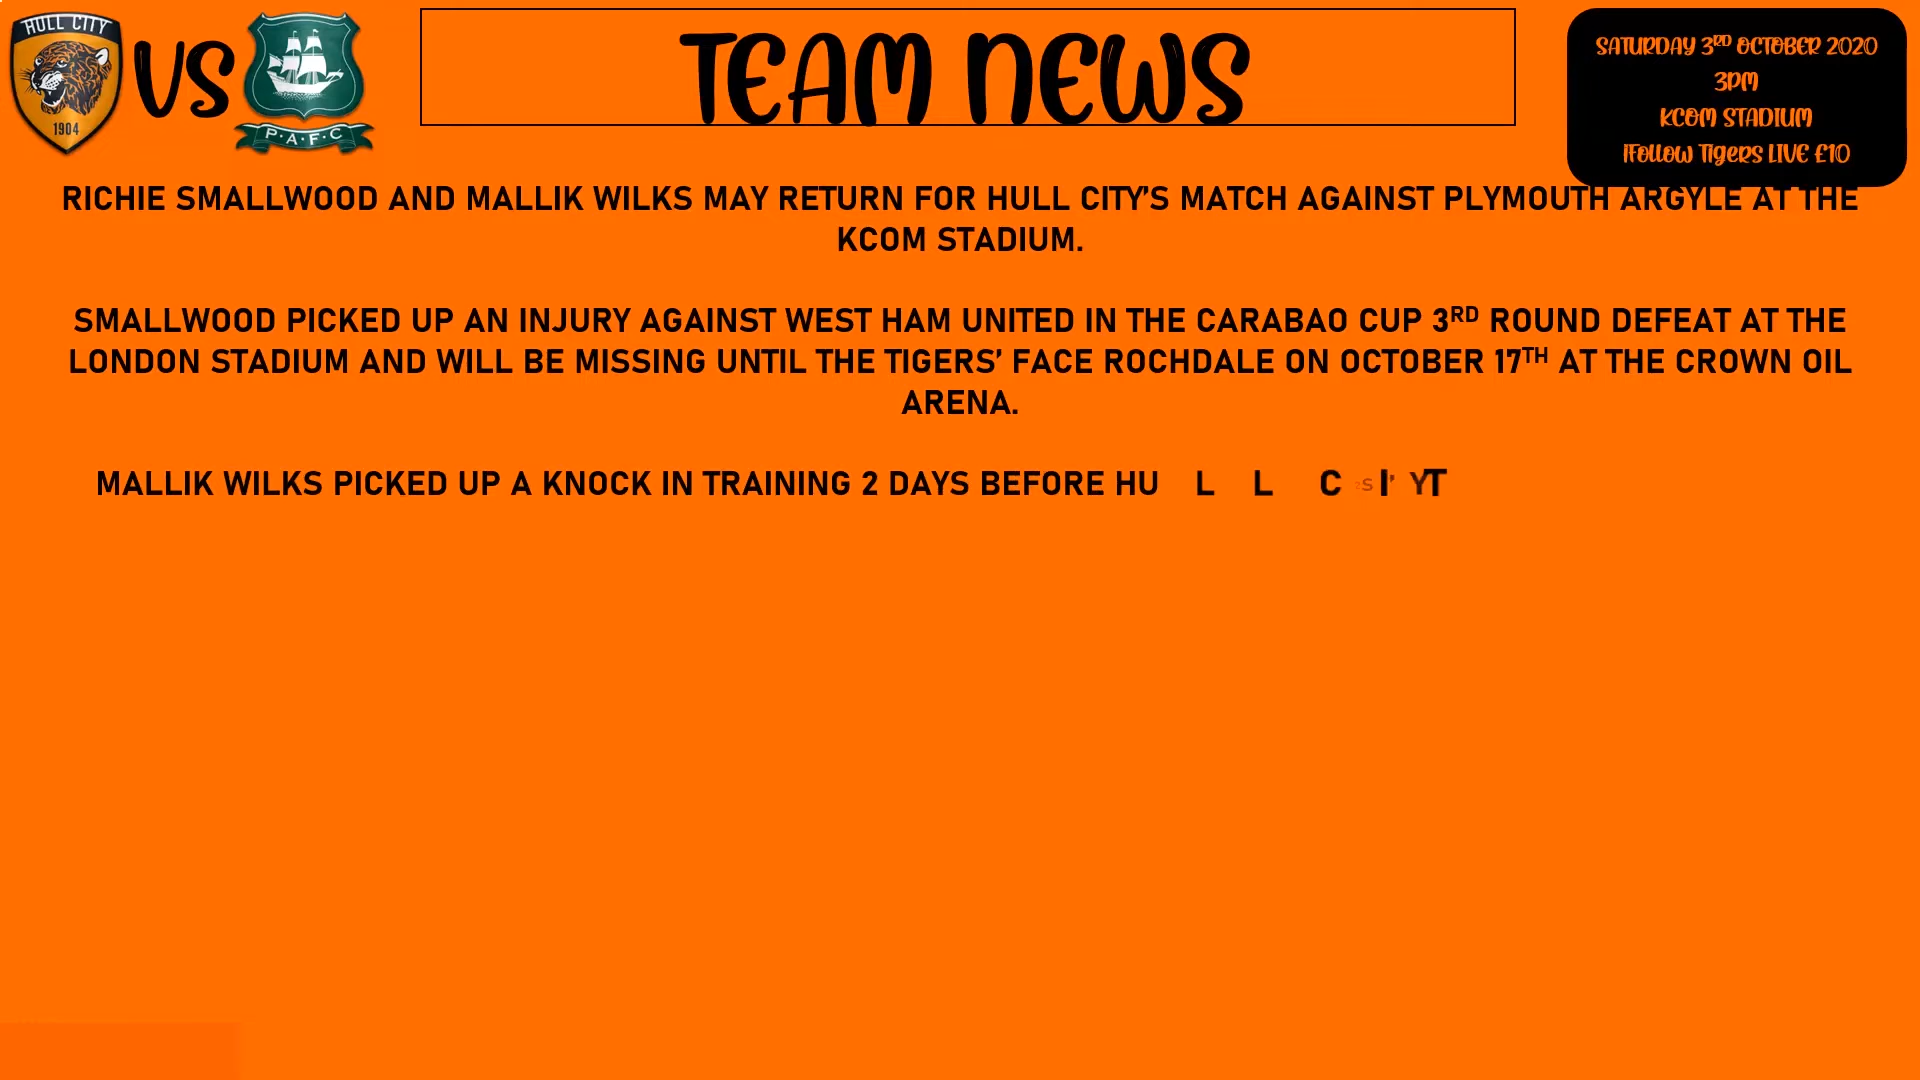 HULL CITY
1904
VS
P·A·F·C
TEAM NEWS
SATURDAY 3RD OCTOBER 2020
3PM
KCOM STADIUM
iFollow Tigers LIVE £10
RICHIE SMALLWOOD AND MALLIK WILKS MAY RETURN FOR HULL CITY’S MATCH AGAINST PLYMOUTH ARGYLE AT THE
KCOM STADIUM.
SMALLWOOD PICKED UP AN INJURY AGAINST WEST HAM UNITED IN THE CARABAO CUP 3RD ROUND DEFEAT AT THE
LONDON STADIUM AND WILL BE MISSING UNTIL THE TIGERS’ FACE ROCHDALE ON OCTOBER 17TH AT THE CROWN OIL
ARENA.
MALLIK WILKS PICKED UP A KNOCK IN TRAINING 2 DAYS BEFORE HU L L C